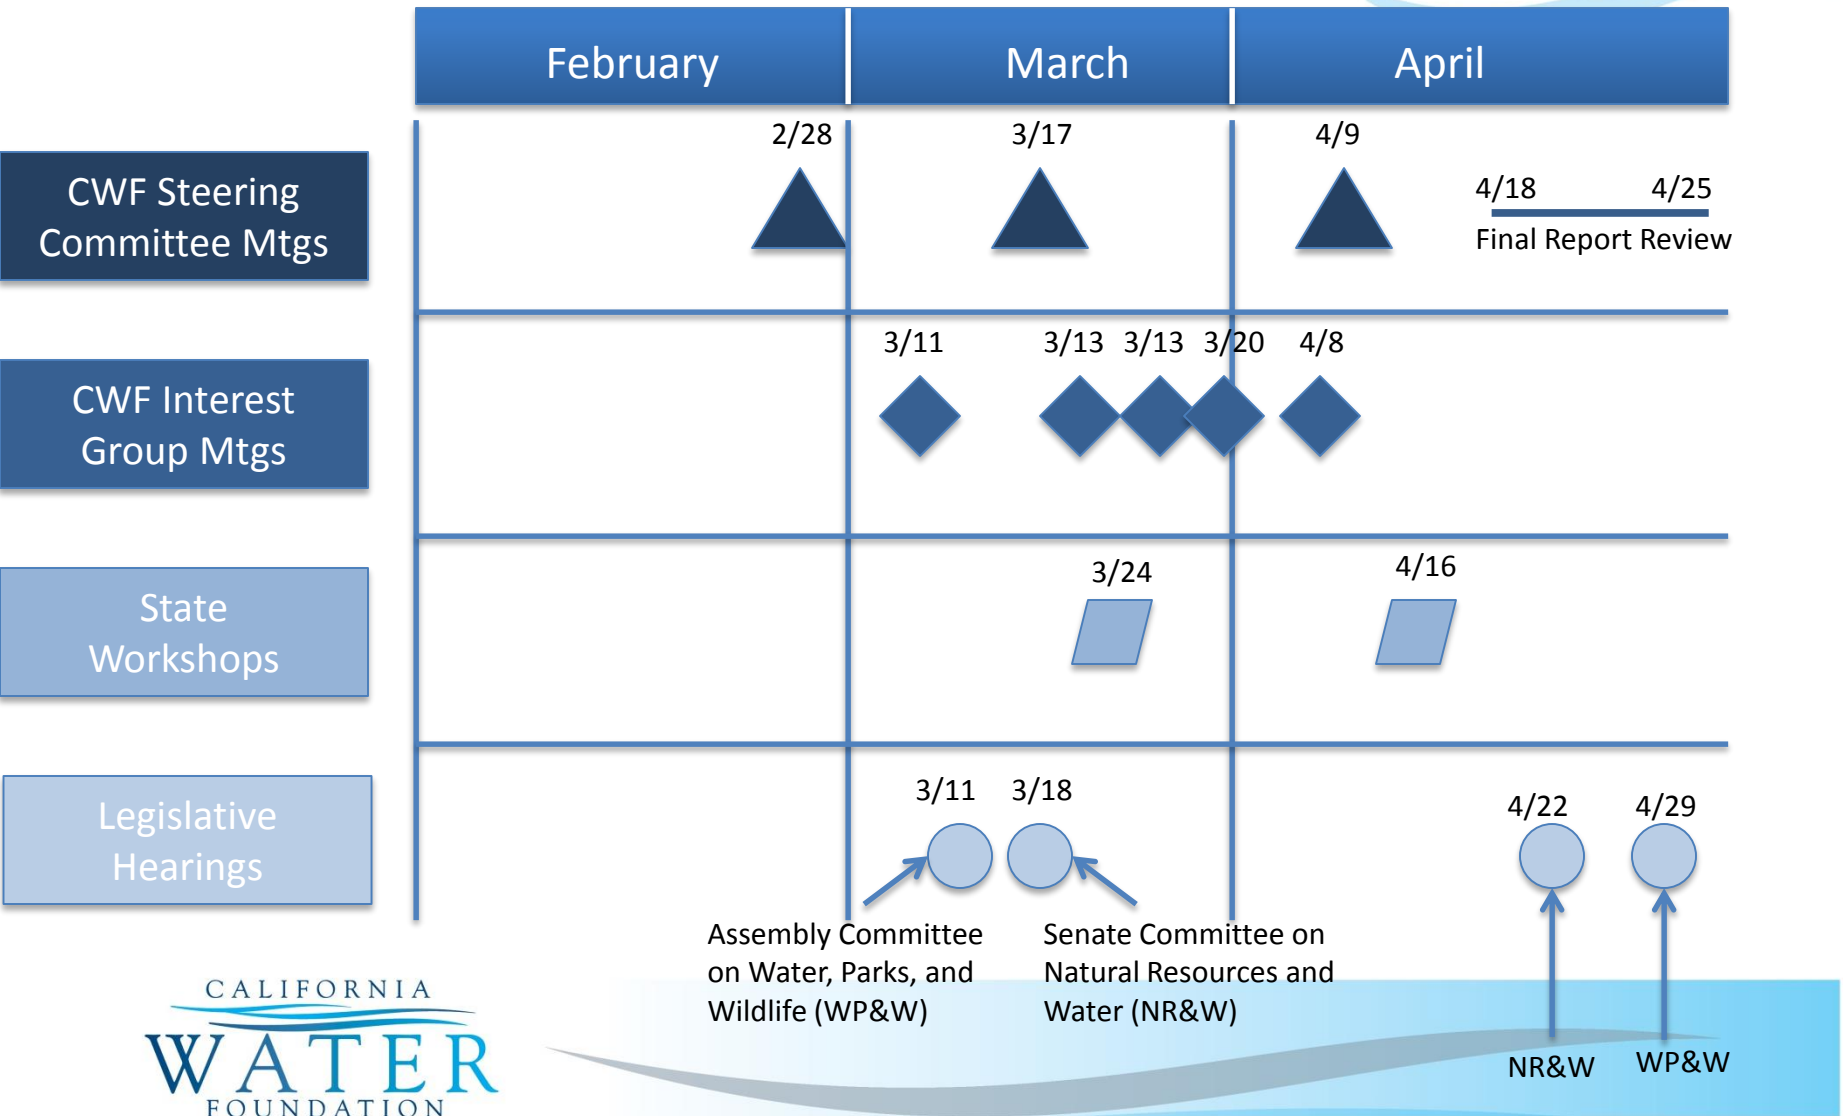 February March April
2/28 3/17 4/9
CWF Steering
Committee Mtgs
4/18 4/25
Final Report Review
3/11 3/13 3/13 3/20 4/8
CWF Interest
Group Mtgs
3/24 4/16
State
Workshops
3/11 3/18 4/22 4/29
Legislative
Hearings
Assembly Committee
on Water, Parks, and
Wildlife (WP&W)
Senate Committee on
Natural Resources and
Water (NR&W)
NR&W WP&W
CALIFORNIA
WATER
FOUNDATION